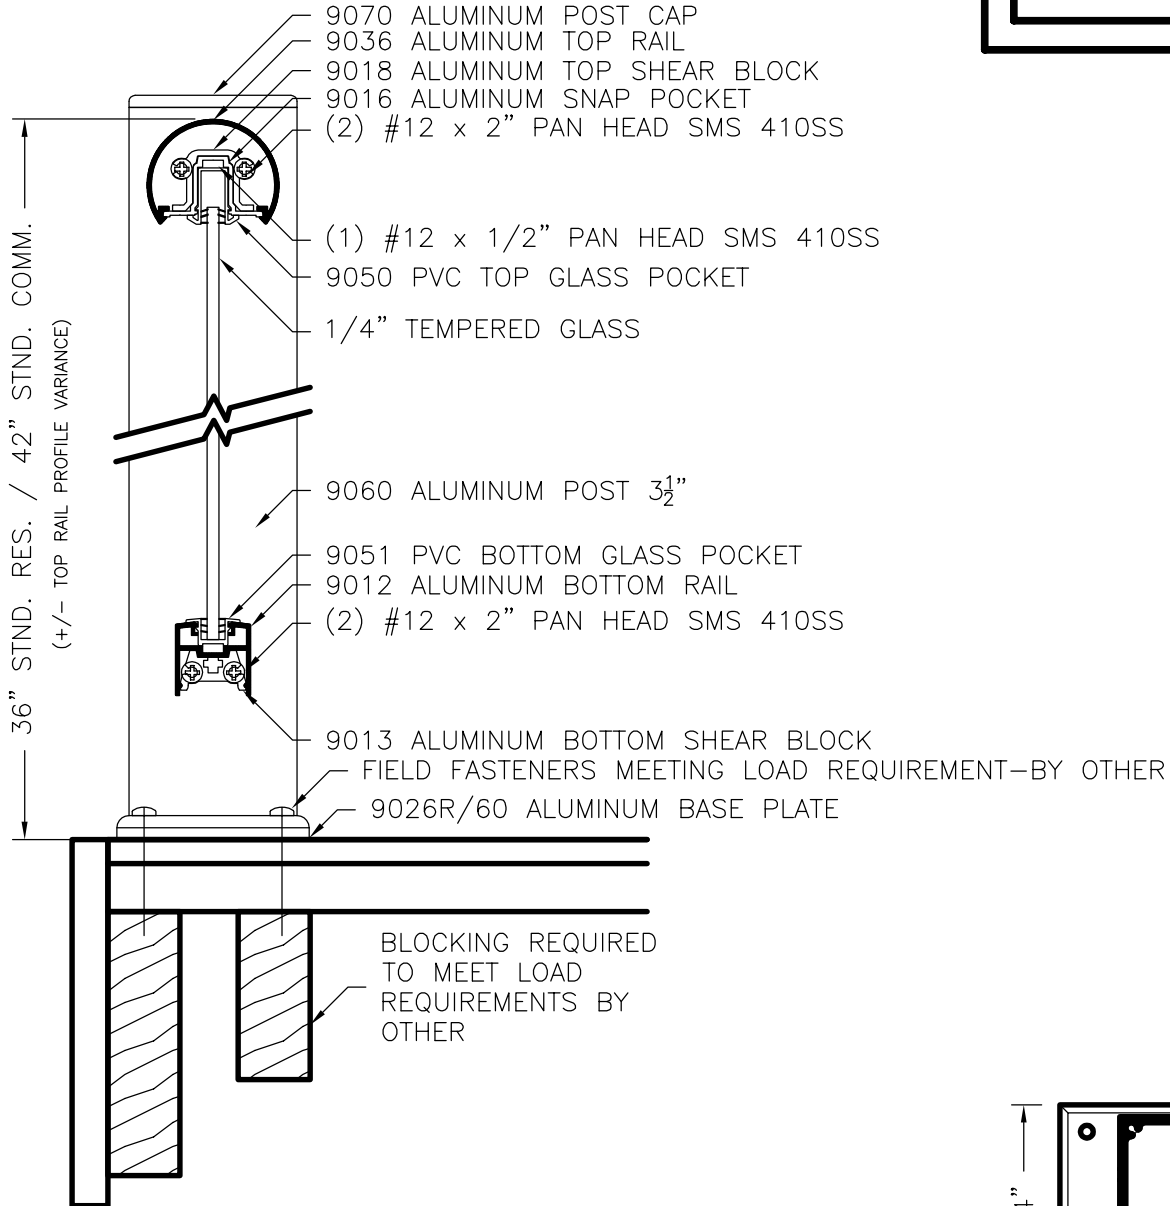 9070 ALUMINUM POST CAP
9036 ALUMINUM TOP RAIL
9018 ALUMINUM TOP SHEAR BLOCK
9016 ALUMINUM SNAP POCKET
(2) #12 x 2” PAN HEAD SMS 410SS
(1) #12 x 1/2” PAN HEAD SMS 410SS
9050 PVC TOP GLASS POCKET
1/4” TEMPERED GLASS
36” STND. RES. / 42” STND. COMM.
(+/− TOP RAIL PROFILE VARIANCE)
9060 ALUMINUM POST 3½”
9051 PVC BOTTOM GLASS POCKET
9012 ALUMINUM BOTTOM RAIL
(2) #12 x 2” PAN HEAD SMS 410SS
9013 ALUMINUM BOTTOM SHEAR BLOCK
FIELD FASTENERS MEETING LOAD REQUIREMENT−BY OTHER
9026R/60 ALUMINUM BASE PLATE
BLOCKING REQUIRED
TO MEET LOAD
REQUIREMENTS BY
OTHER